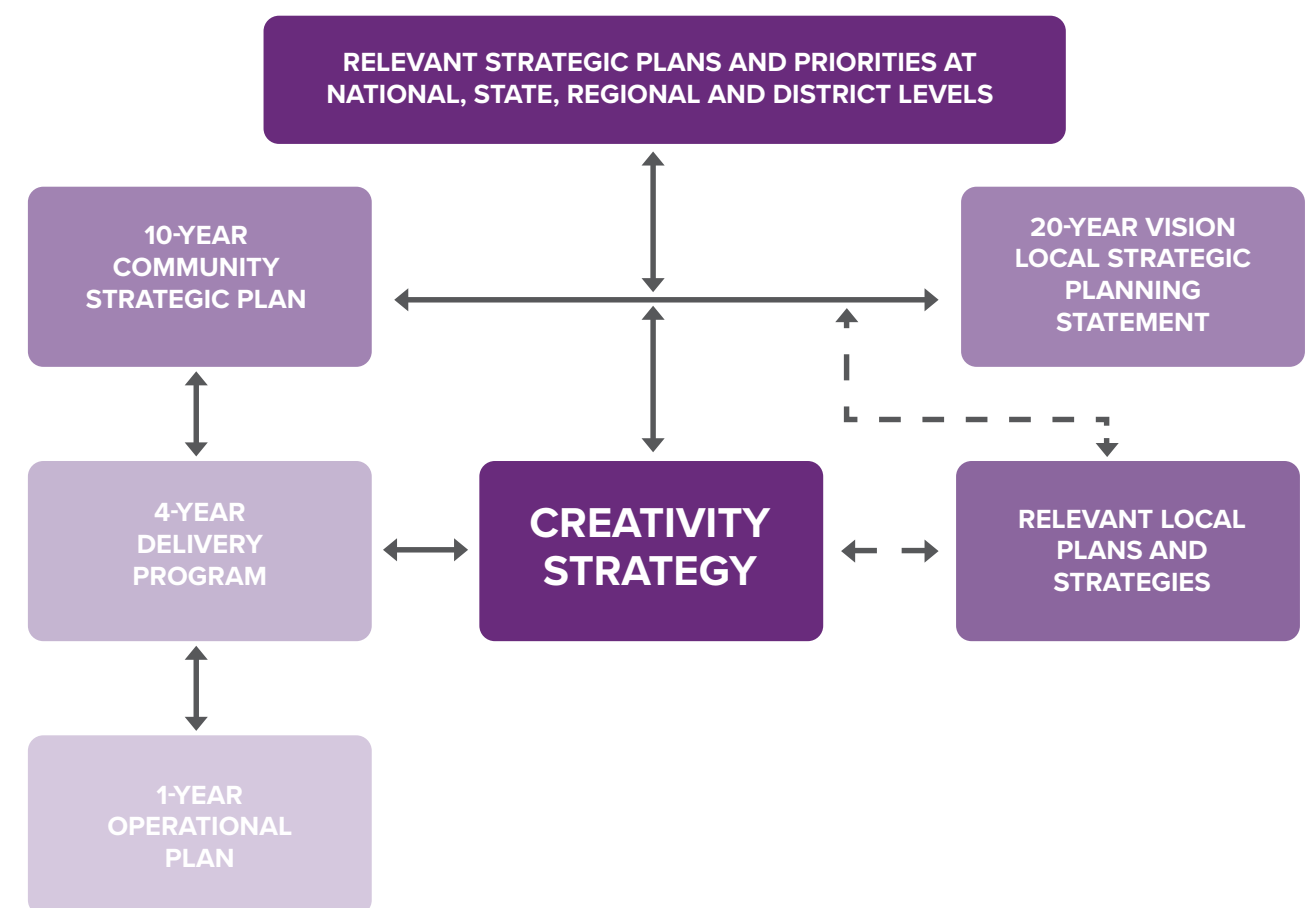 RELEVANT STRATEGIC PLANS AND PRIORITIES AT
NATIONAL, STATE, REGIONAL AND DISTRICT LEVELS
10-YEAR
COMMUNITY
STRATEGIC PLAN
20-YEAR VISION
LOCAL STRATEGIC
PLANNING
STATEMENT
4-YEAR
DELIVERY
PROGRAM
CREATIVITY
STRATEGY
RELEVANT LOCAL
PLANS AND
STRATEGIES
1-YEAR
OPERATIONAL
PLAN